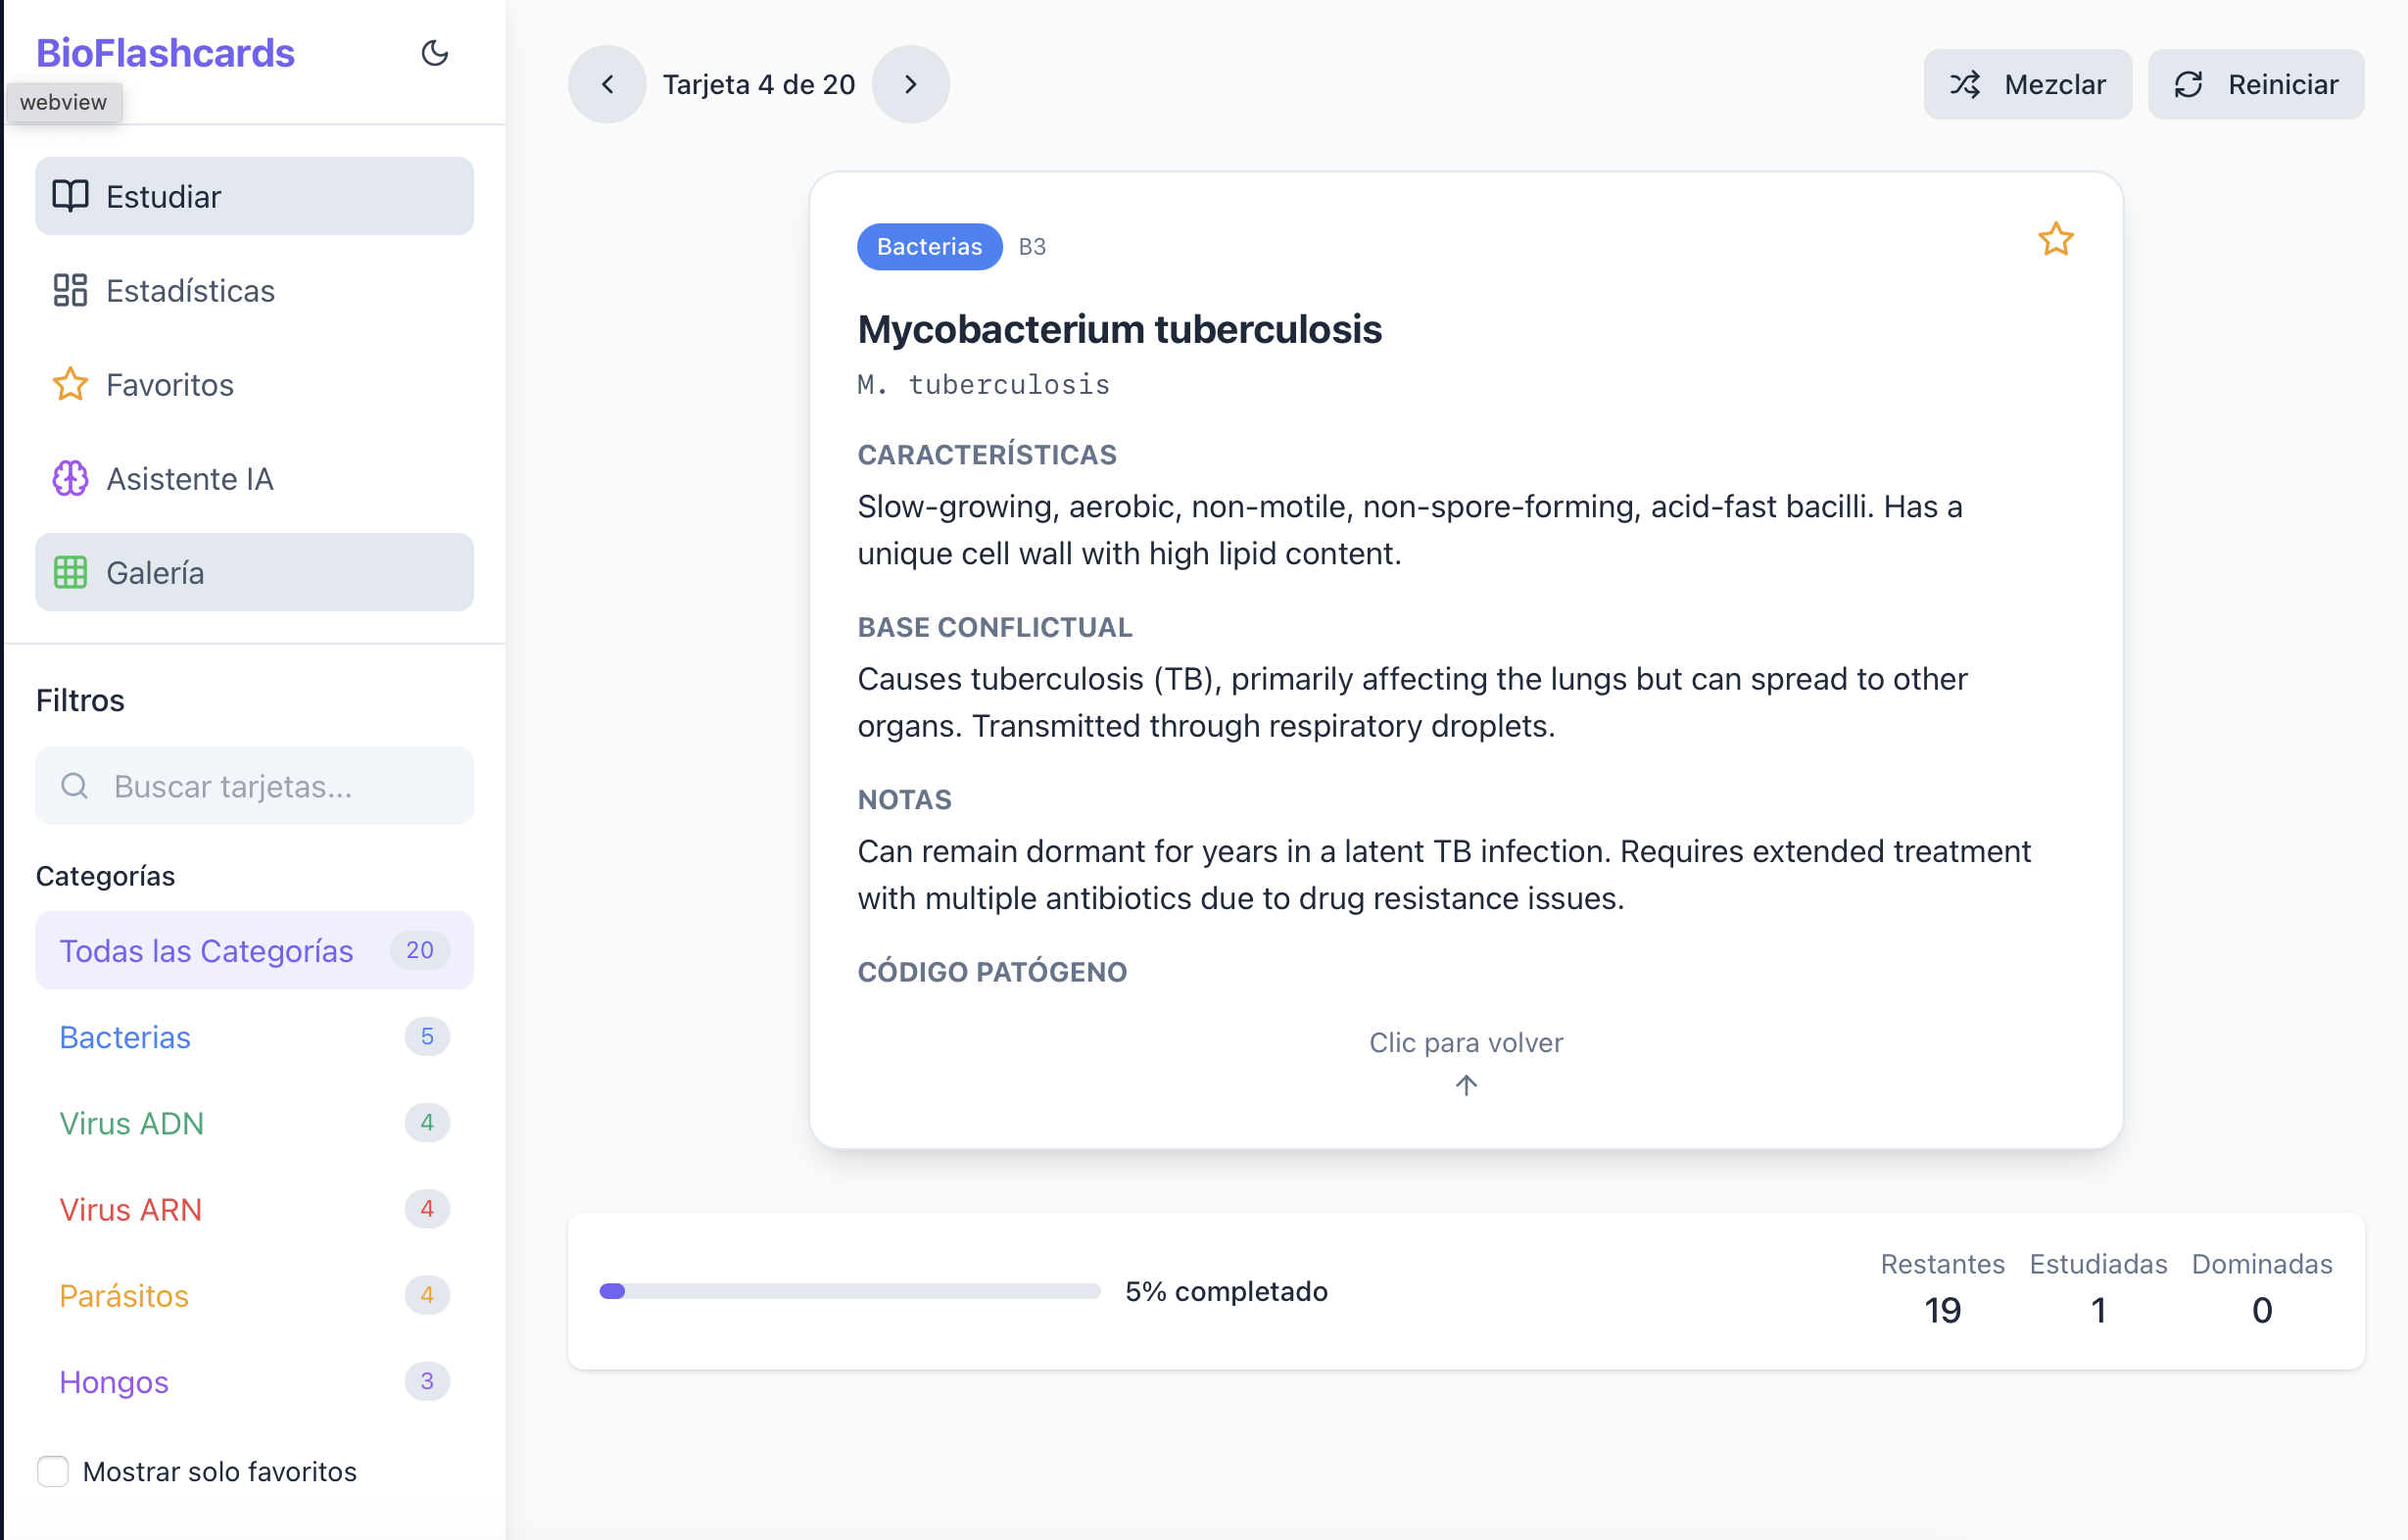 BioFlashcards
webview
Estudiar
Estadísticas
Favoritos
Asistente IA
Galería
Filtros
Buscar tarjetas...
Categorías
Todas las Categorías 20
Bacterias 5
Virus ADN 4
Virus ARN 4
Parásitos 4
Hongos 3
Mostrar solo favoritos
Tarjeta 4 de 20
Mezclar
Reiniciar
Bacterias B3
Mycobacterium tuberculosis
M. tuberculosis
CARACTERÍSTICAS
Slow-growing, aerobic, non-motile, non-spore-forming, acid-fast bacilli. Has a
unique cell wall with high lipid content.
BASE CONFLICTUAL
Causes tuberculosis (TB), primarily affecting the lungs but can spread to other
organs. Transmitted through respiratory droplets.
NOTAS
Can remain dormant for years in a latent TB infection. Requires extended treatment
with multiple antibiotics due to drug resistance issues.
CÓDIGO PATÓGENO
Clic para volver
5% completado
Restantes Estudiadas Dominadas
19 1 0